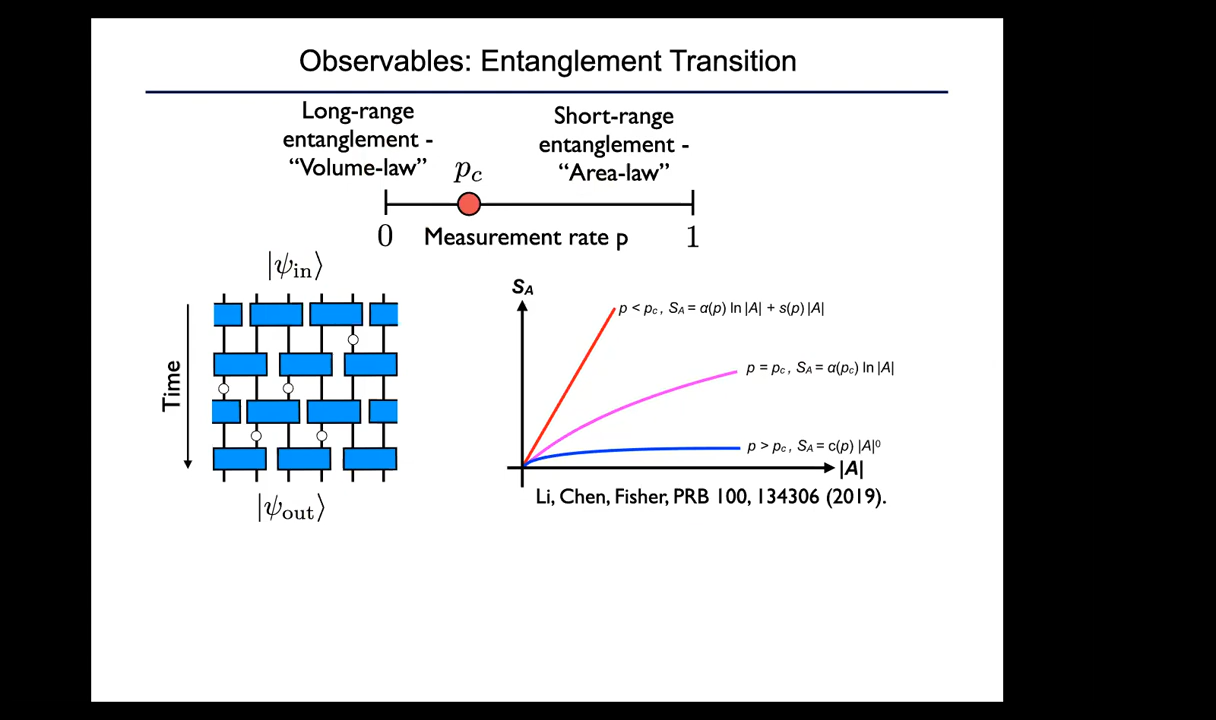 Observables: Entanglement Transition
Long-range
entanglement -
“Volume-law”
Short-range
entanglement -
“Area-law”
p_c
0
Measurement rate p
1
|ψ_in⟩
Time
|ψ_out⟩
S_A
p < p_c , S_A = α(p) ln |A| + s(p) |A|
p = p_c , S_A = α(p_c) ln |A|
p > p_c , S_A = c(p) |A|⁰
|A|
Li, Chen, Fisher, PRB 100, 134306 (2019).